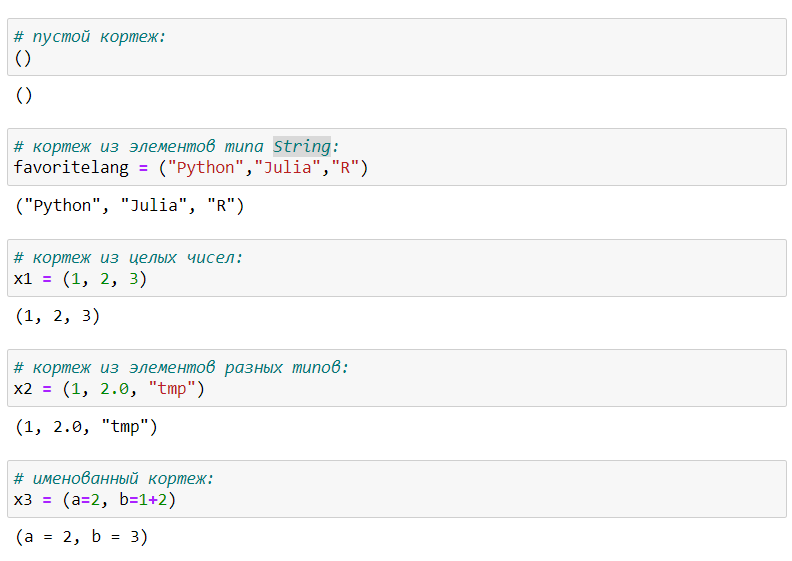 # пустой кортеж:
()
()
# кортеж из элементов типа String:
favoritelang = ("Python","Julia","R")
("Python", "Julia", "R")
# кортеж из целых чисел:
x1 = (1, 2, 3)
(1, 2, 3)
# кортеж из элементов разных типов:
x2 = (1, 2.0, "tmp")
(1, 2.0, "tmp")
# именованный кортеж:
x3 = (a=2, b=1+2)
(a = 2, b = 3)